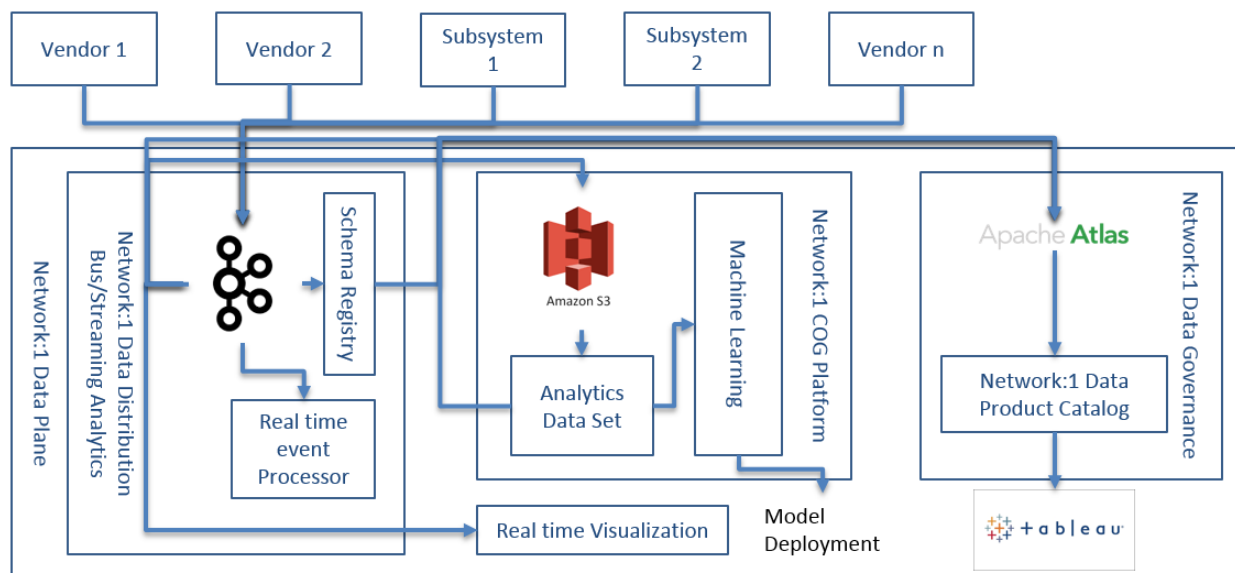 Vendor 1
Vendor 2
Subsystem
1
Subsystem
2
Vendor n
Network:1 Data Plane
Network:1 Data Distribution
Bus/Streaming Analytics
Schema Registry
Real time
event
Processor
Amazon S3
Analytics
Data Set
Machine Learning
Network:1 COG Platform
Apache Atlas
Network:1 Data
Product Catalog
Network:1 Data Governance
Real time Visualization
Model
Deployment
+ableau